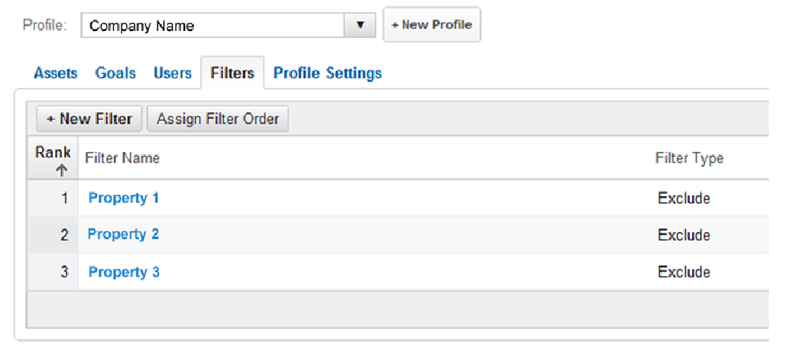 Profile: Company Name ▼ + New Profile
Assets Goals Users Filters Profile Settings
+ New Filter Assign Filter Order
Rank ↑ Filter Name Filter Type
1 Property 1 Exclude
2 Property 2 Exclude
3 Property 3 Exclude